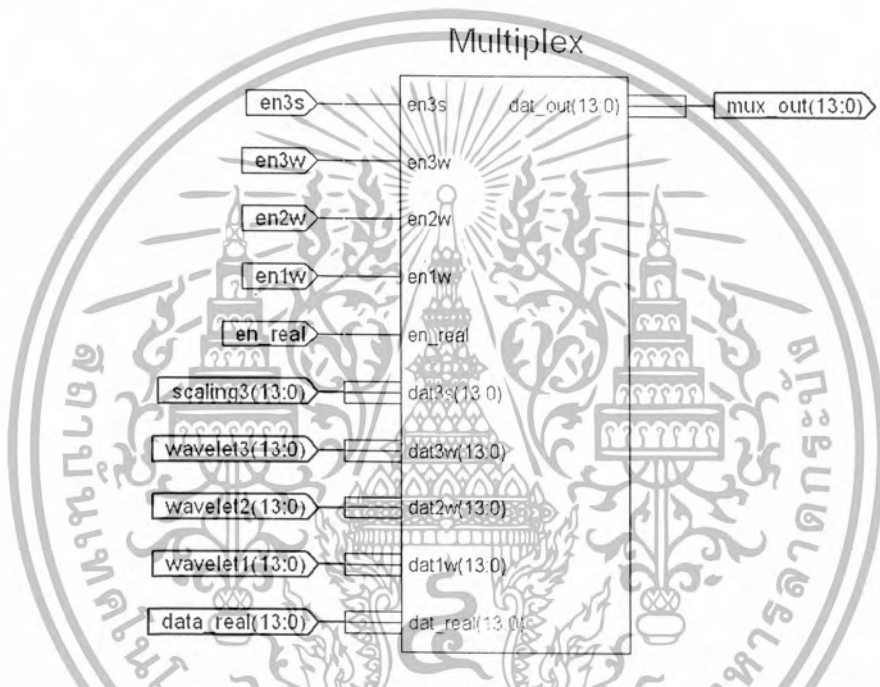 Multiplex
en3s en3s dat_out(13:0) mux_out(13:0)
en3w en3w
en2w en2w
en1w en1w
en_real en_real
scaling3(13:0) dat3s(13:0)
wavelet3(13:0) dat3w(13:0)
wavelet2(13:0) dat2w(13:0)
wavelet1(13:0) dat1w(13:0)
data_real(13:0) dat_real(13:0)